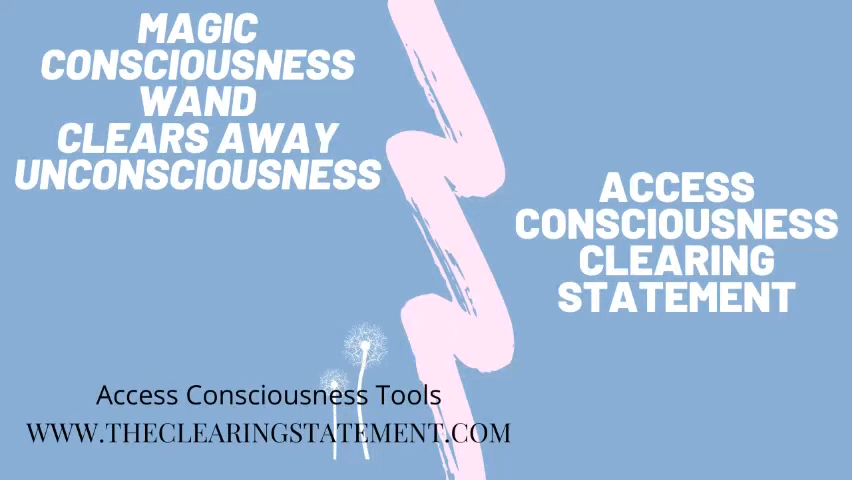 MAGIC
CONSCIOUSNESS
WAND
CLEARS AWAY
UNCONSCIOUSNESS
ACCESS
CONSCIOUSNESS
CLEARING
STATEMENT
Access Consciousness Tools
WWW.THECLEARINGSTATEMENT.COM